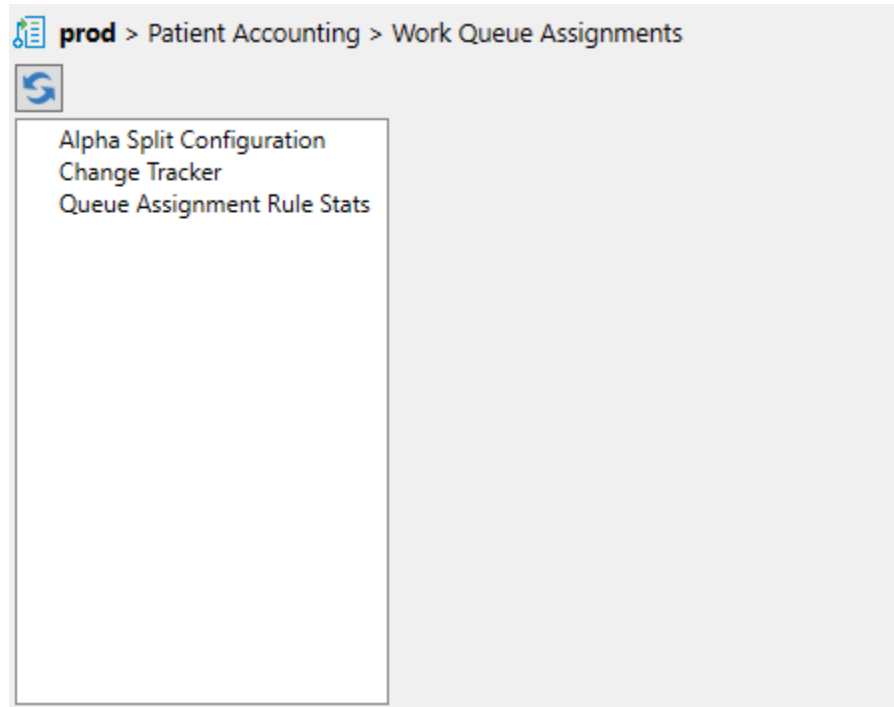 prod > Patient Accounting > Work Queue Assignments
Alpha Split Configuration
Change Tracker
Queue Assignment Rule Stats